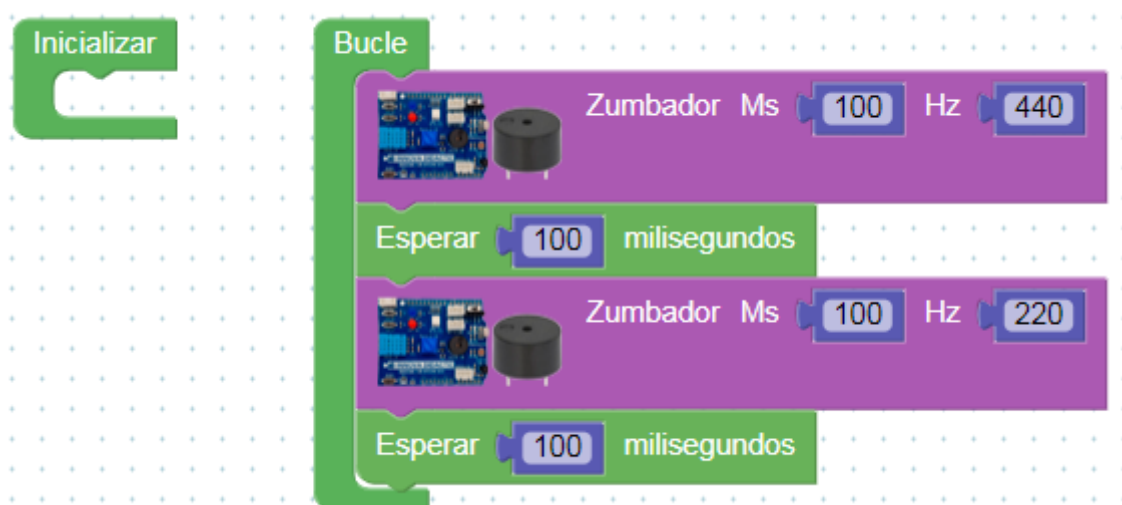 Inicializar
Bucle
Zumbador Ms 100 Hz 440
Esperar 100 milisegundos
Zumbador Ms 100 Hz 220
Esperar 100 milisegundos